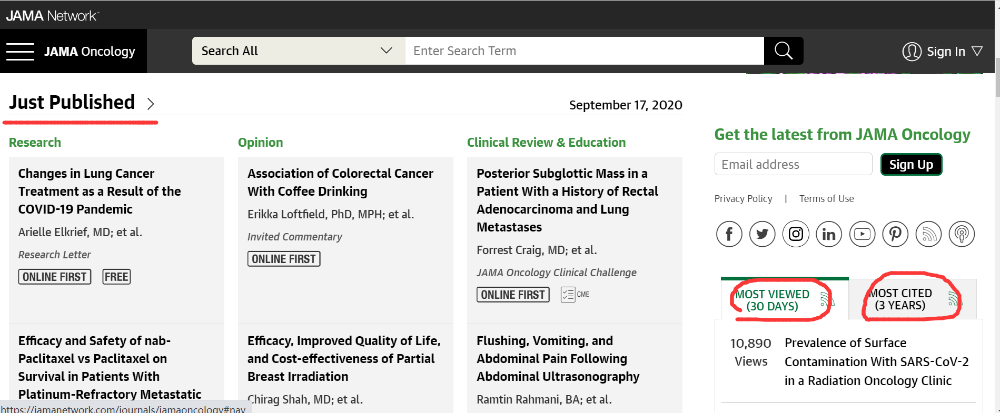 JAMA Network™
JAMA Oncology
Search All
Enter Search Term
Sign In
Just Published
September 17, 2020
Research
Changes in Lung Cancer
Treatment as a Result of the
COVID-19 Pandemic
Arielle Elkrief, MD; et al.
Research Letter
ONLINE FIRST FREE
Efficacy and Safety of nab-
Paclitaxel vs Paclitaxel on
Survival in Patients With
Platinum-Refractory Metastatic
Opinion
Association of Colorectal Cancer
With Coffee Drinking
Erikka Loftfield, PhD, MPH; et al.
Invited Commentary
ONLINE FIRST
Efficacy, Improved Quality of Life,
and Cost-effectiveness of Partial
Breast Irradiation
Chirag Shah, MD; et al.
Clinical Review & Education
Posterior Subglottic Mass in a
Patient With a History of Rectal
Adenocarcinoma and Lung
Metastases
Forrest Craig, MD; et al.
JAMA Oncology Clinical Challenge
ONLINE FIRST CME
Flushing, Vomiting, and
Abdominal Pain Following
Abdominal Ultrasonography
Ramtin Rahmani, BA; et al.
Get the latest from JAMA Oncology
Email address
Sign Up
Privacy Policy | Terms of Use
MOST VIEWED
(30 DAYS)
MOST CITED
(3 YEARS)
10,890
Views
Prevalence of Surface
Contamination With SARS-CoV-2
in a Radiation Oncology Clinic
https://jamanetwork.com/journals/jamaoncology#nav